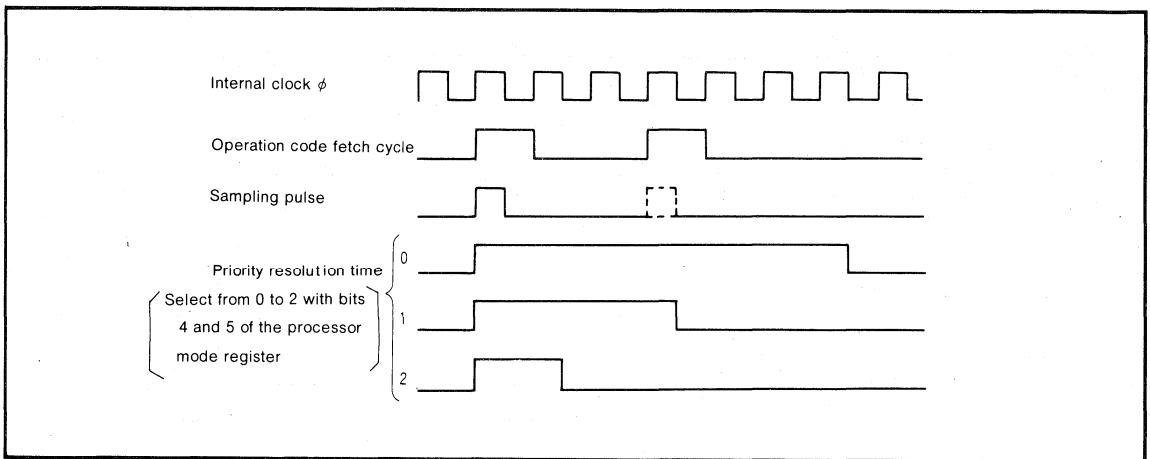 Internal clock φ
Operation code fetch cycle
Sampling pulse
Priority resolution time
Select from 0 to 2 with bits
4 and 5 of the processor
mode register
0
1
2